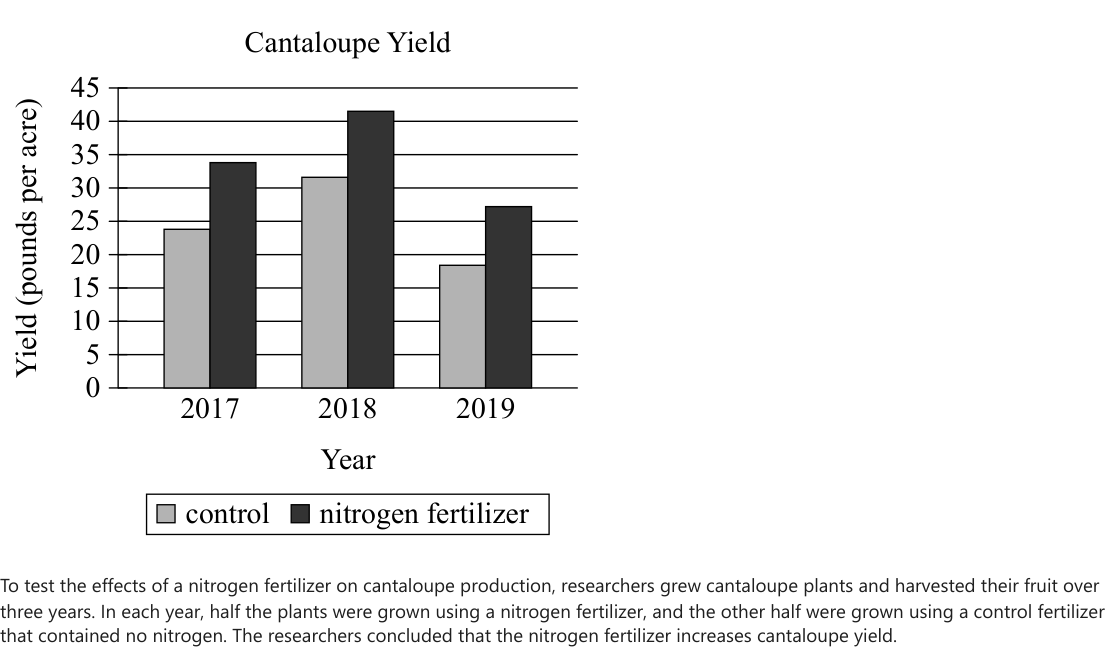 Cantaloupe Yield
Yield (pounds per acre)
45
40
35
30
25
20
15
10
5
0
2017 2018 2019
Year
control nitrogen fertilizer
To test the effects of a nitrogen fertilizer on cantaloupe production, researchers grew cantaloupe plants and harvested their fruit over
three years. In each year, half the plants were grown using a nitrogen fertilizer, and the other half were grown using a control fertilizer
that contained no nitrogen. The researchers concluded that the nitrogen fertilizer increases cantaloupe yield.